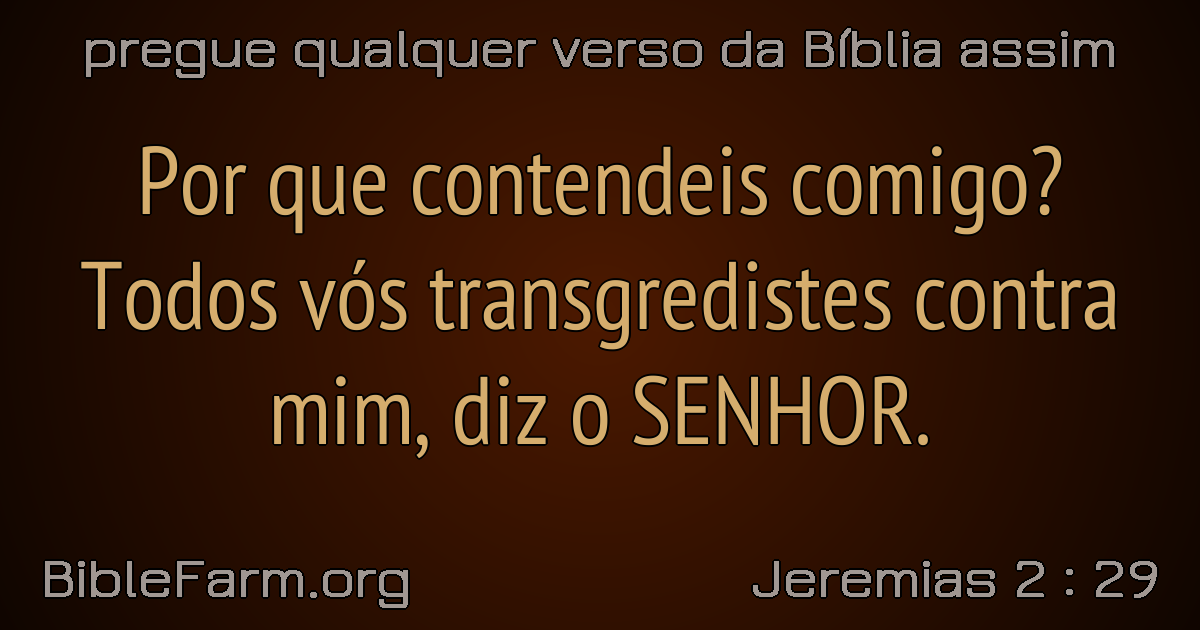 pregue qualquer verso da Bíblia assim
Por que contendeis comigo?
Todos vós transgredistes contra
mim, diz o SENHOR.
BibleFarm.org
Jeremias 2 : 29